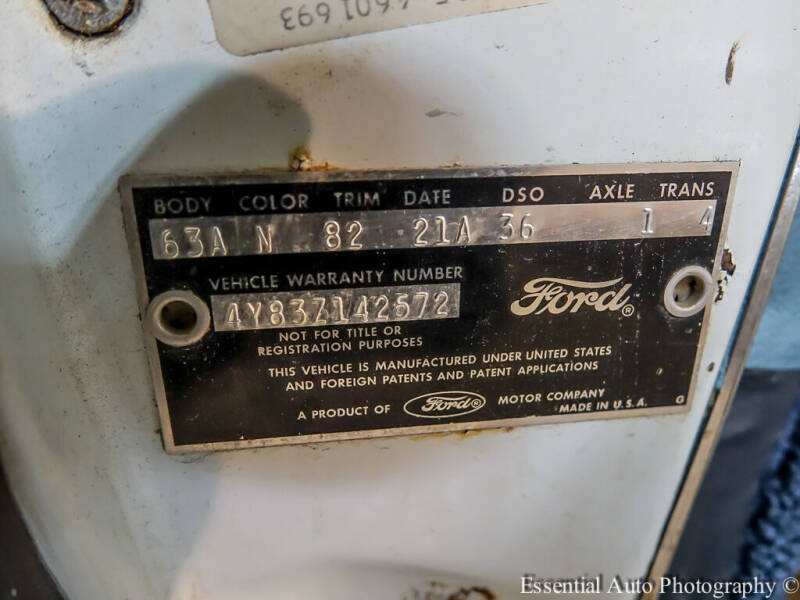 6601693
BODY COLOR TRIM DATE DSO AXLE TRANS
63A N 82 21A 36 1 4
VEHICLE WARRANTY NUMBER
4Y83Z142572
Ford®
NOT FOR TITLE OR
REGISTRATION PURPOSES
THIS VEHICLE IS MANUFACTURED UNDER UNITED STATES
AND FOREIGN PATENTS AND PATENT APPLICATIONS
A PRODUCT OF Ford® MOTOR COMPANY
MADE IN U.S.A. G
Essential Auto Photography ©